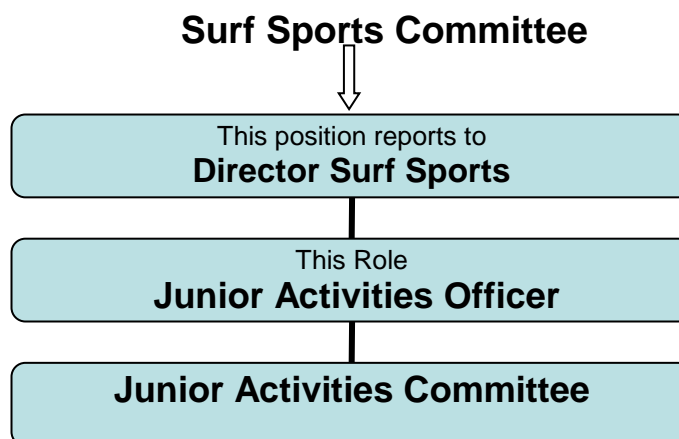 Surf Sports Committee
This position reports to
Director Surf Sports
This Role
Junior Activities Officer
Junior Activities Committee